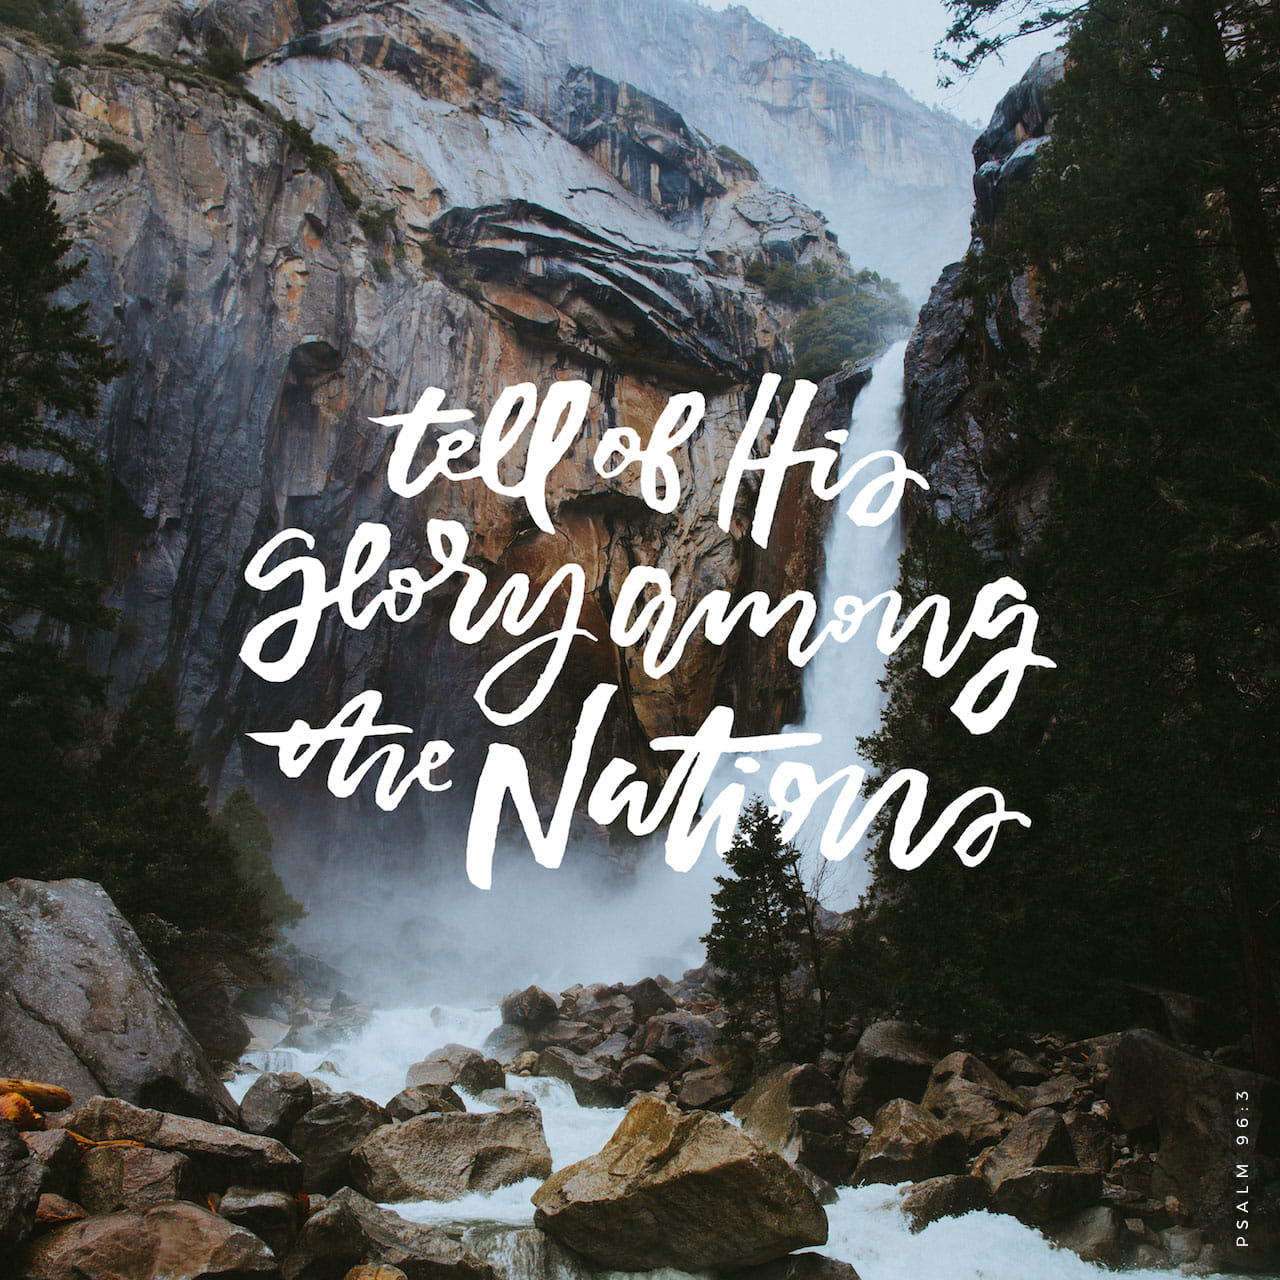 tell of His
glory among
the Nations
PSALM 96:3